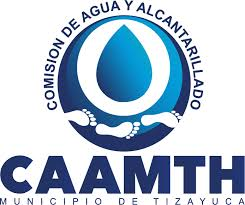 COMISION DE AGUA Y ALCANTARILLADO
CAAMTH
MUNICIPIO DE TIZAYUCA